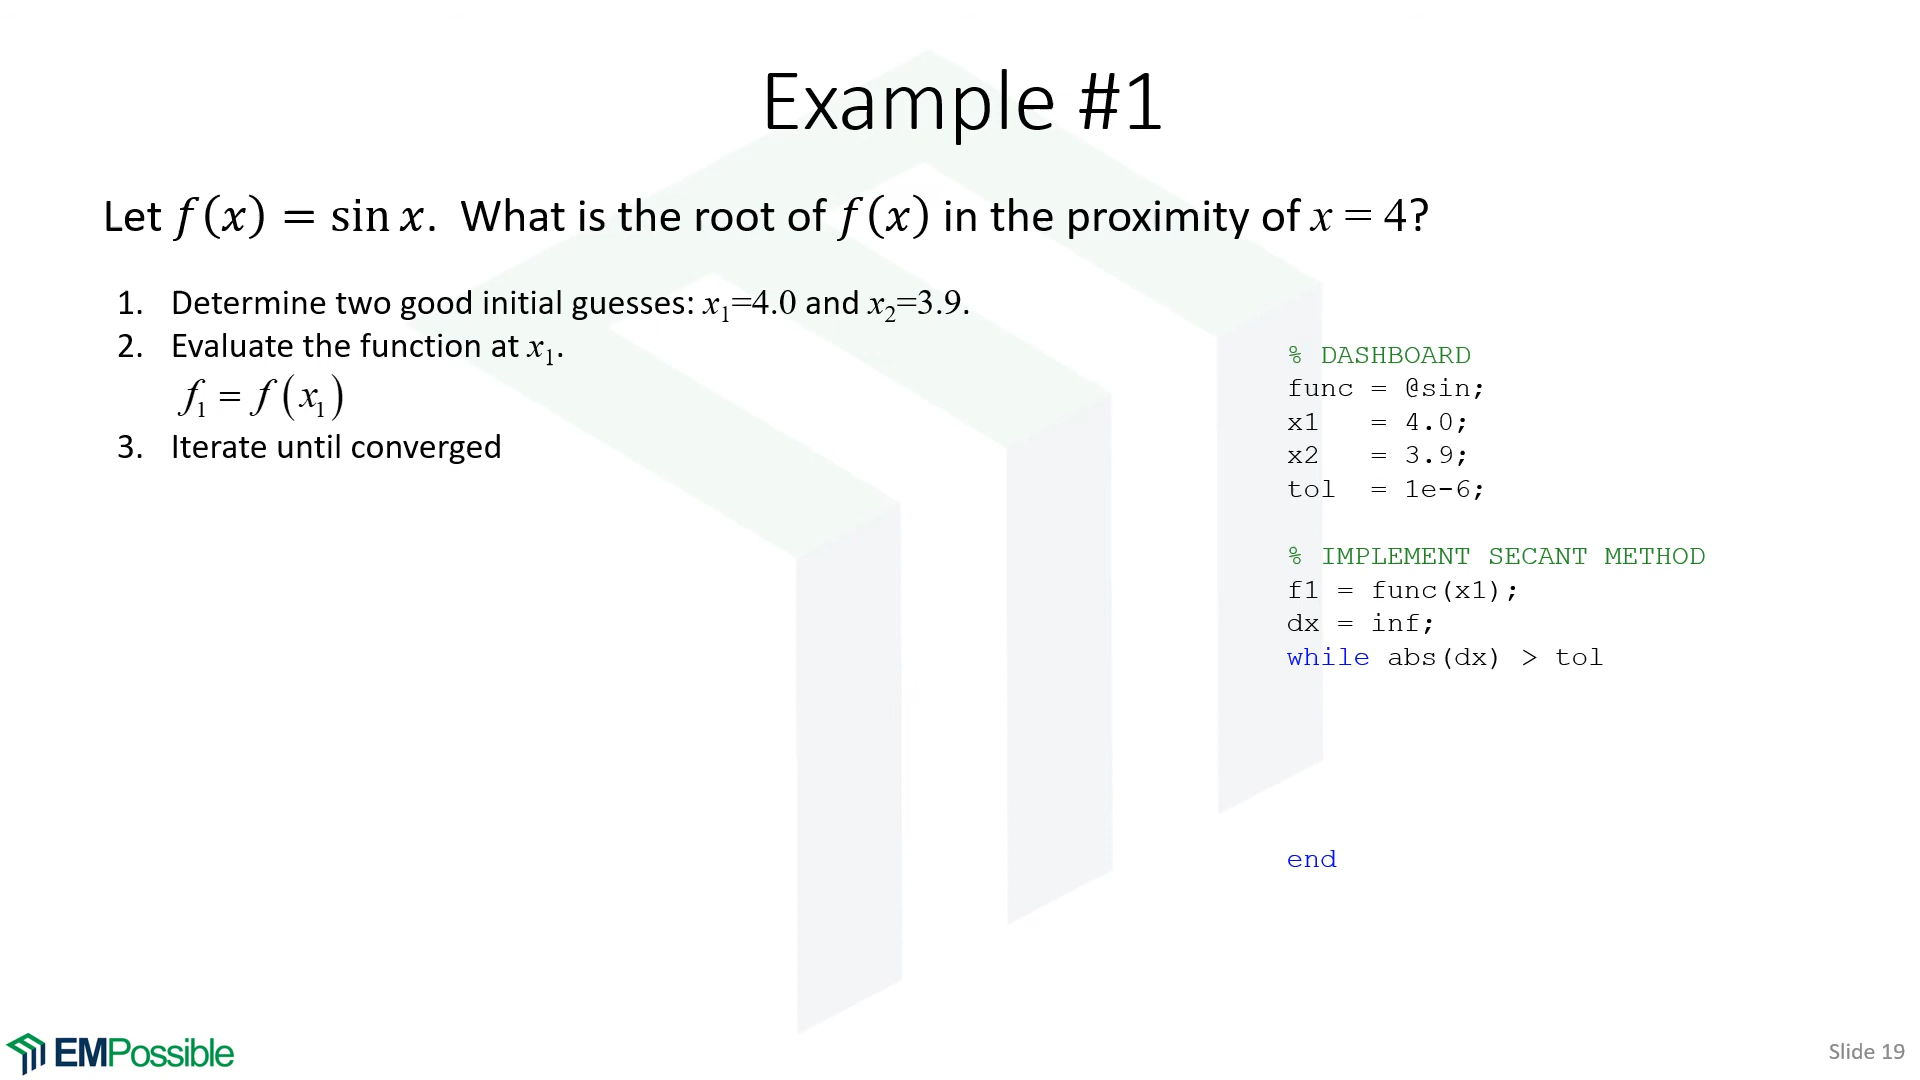 Example #1
Let f(x) = sin x. What is the root of f(x) in the proximity of x = 4?
1. Determine two good initial guesses: x₁=4.0 and x₂=3.9.
2. Evaluate the function at x₁.
f₁ = f(x₁)
3. Iterate until converged
% DASHBOARD
func = @sin;
x1   = 4.0;
x2   = 3.9;
tol  = 1e-6;
% IMPLEMENT SECANT METHOD
f1 = func(x1);
dx = inf;
while abs(dx) > tol
end
EMPossible
Slide 19